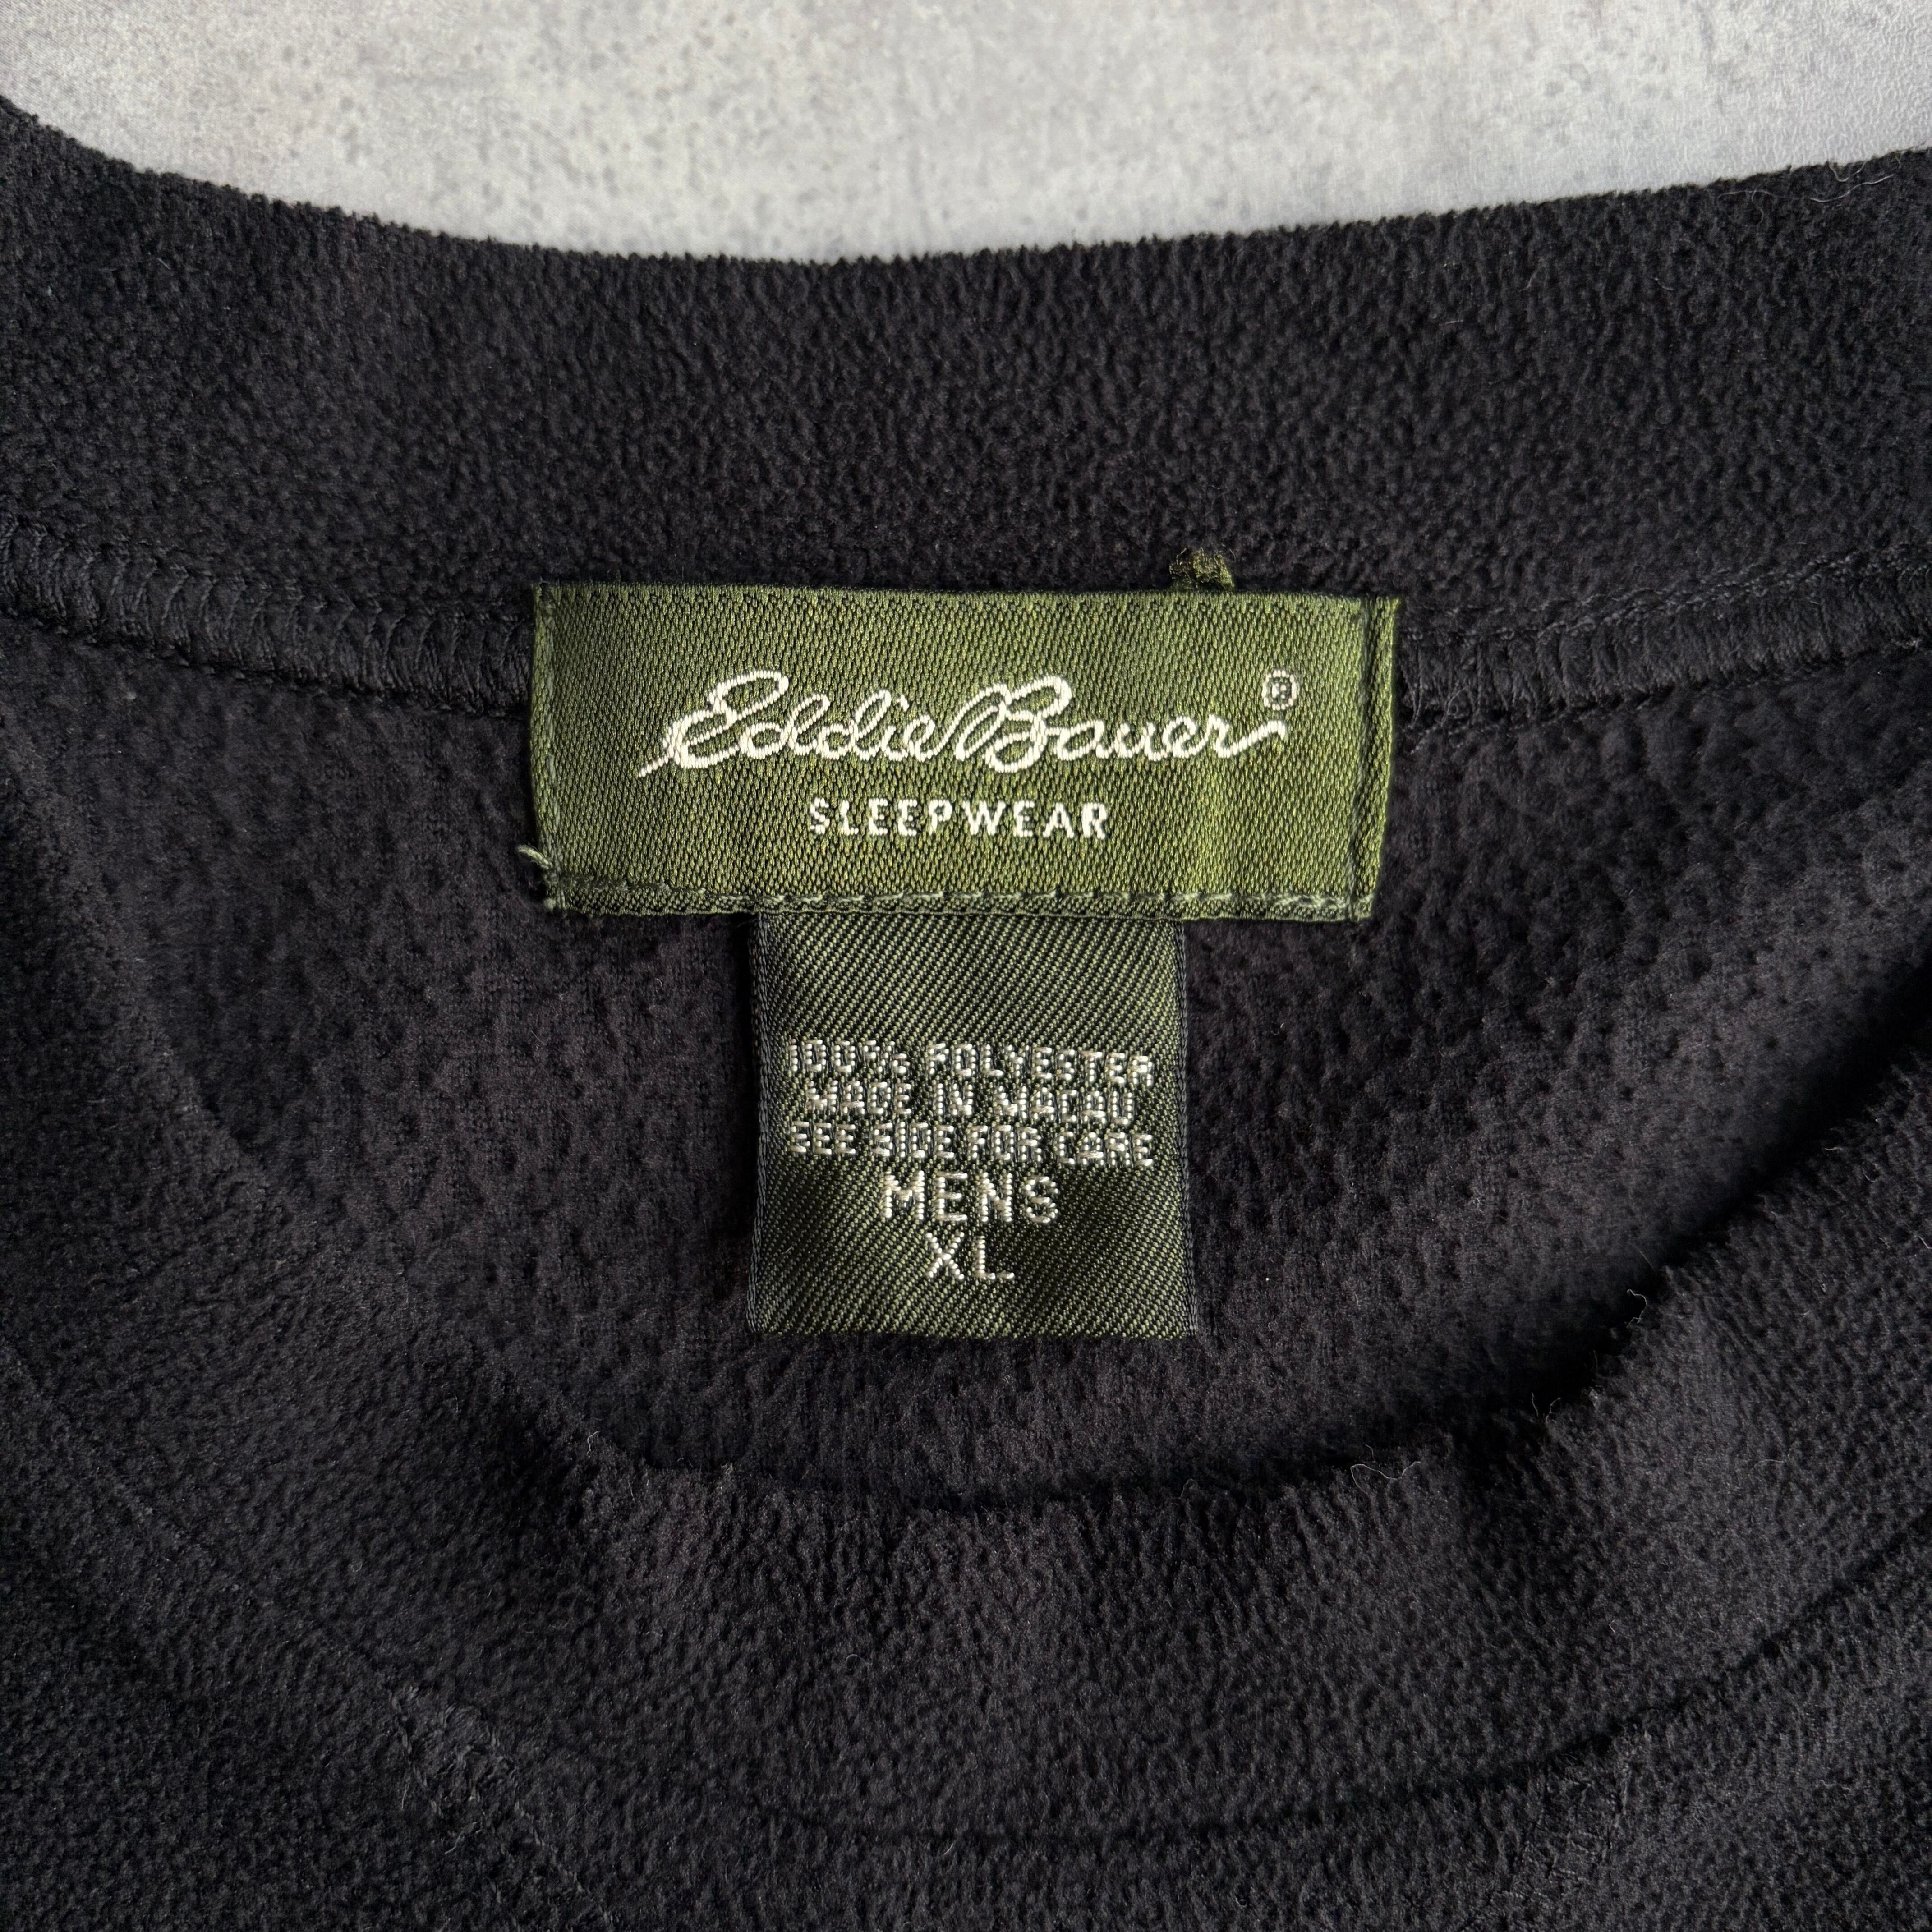 Eddie Bauer®
SLEEPWEAR
100% POLYESTER
MADE IN MACAU
SEE SIDE FOR CARE
MENS
XL